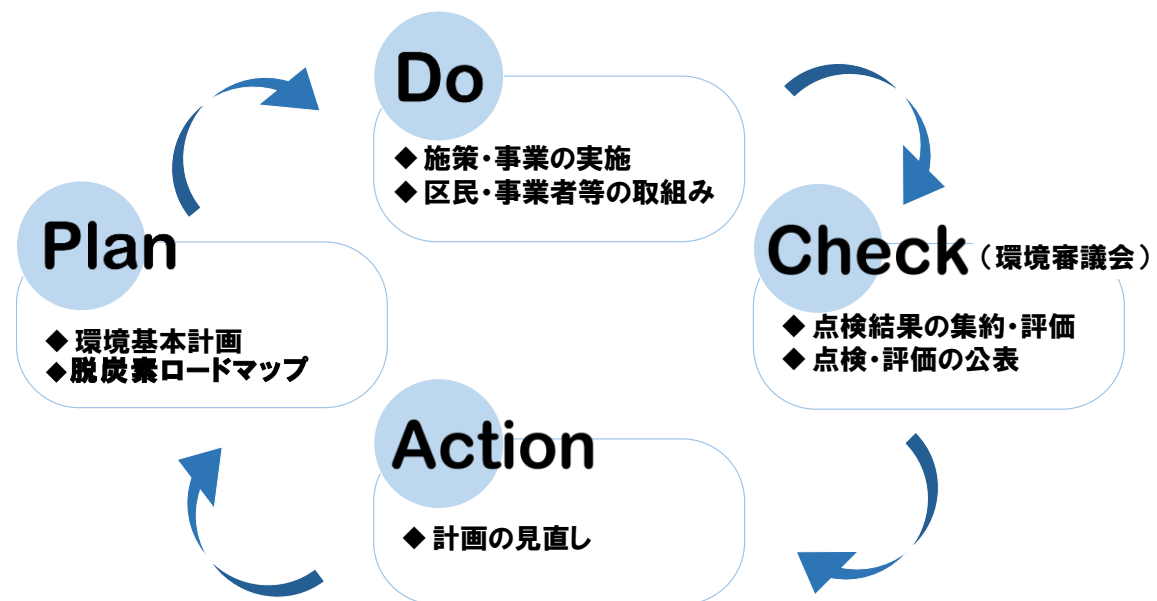 Plan
◆ 環境基本計画
◆脱炭素ロードマップ
Do
◆ 施策・事業の実施
◆ 区民・事業者等の取組み
Check（環境審議会）
◆ 点検結果の集約・評価
◆ 点検・評価の公表
Action
◆ 計画の見直し